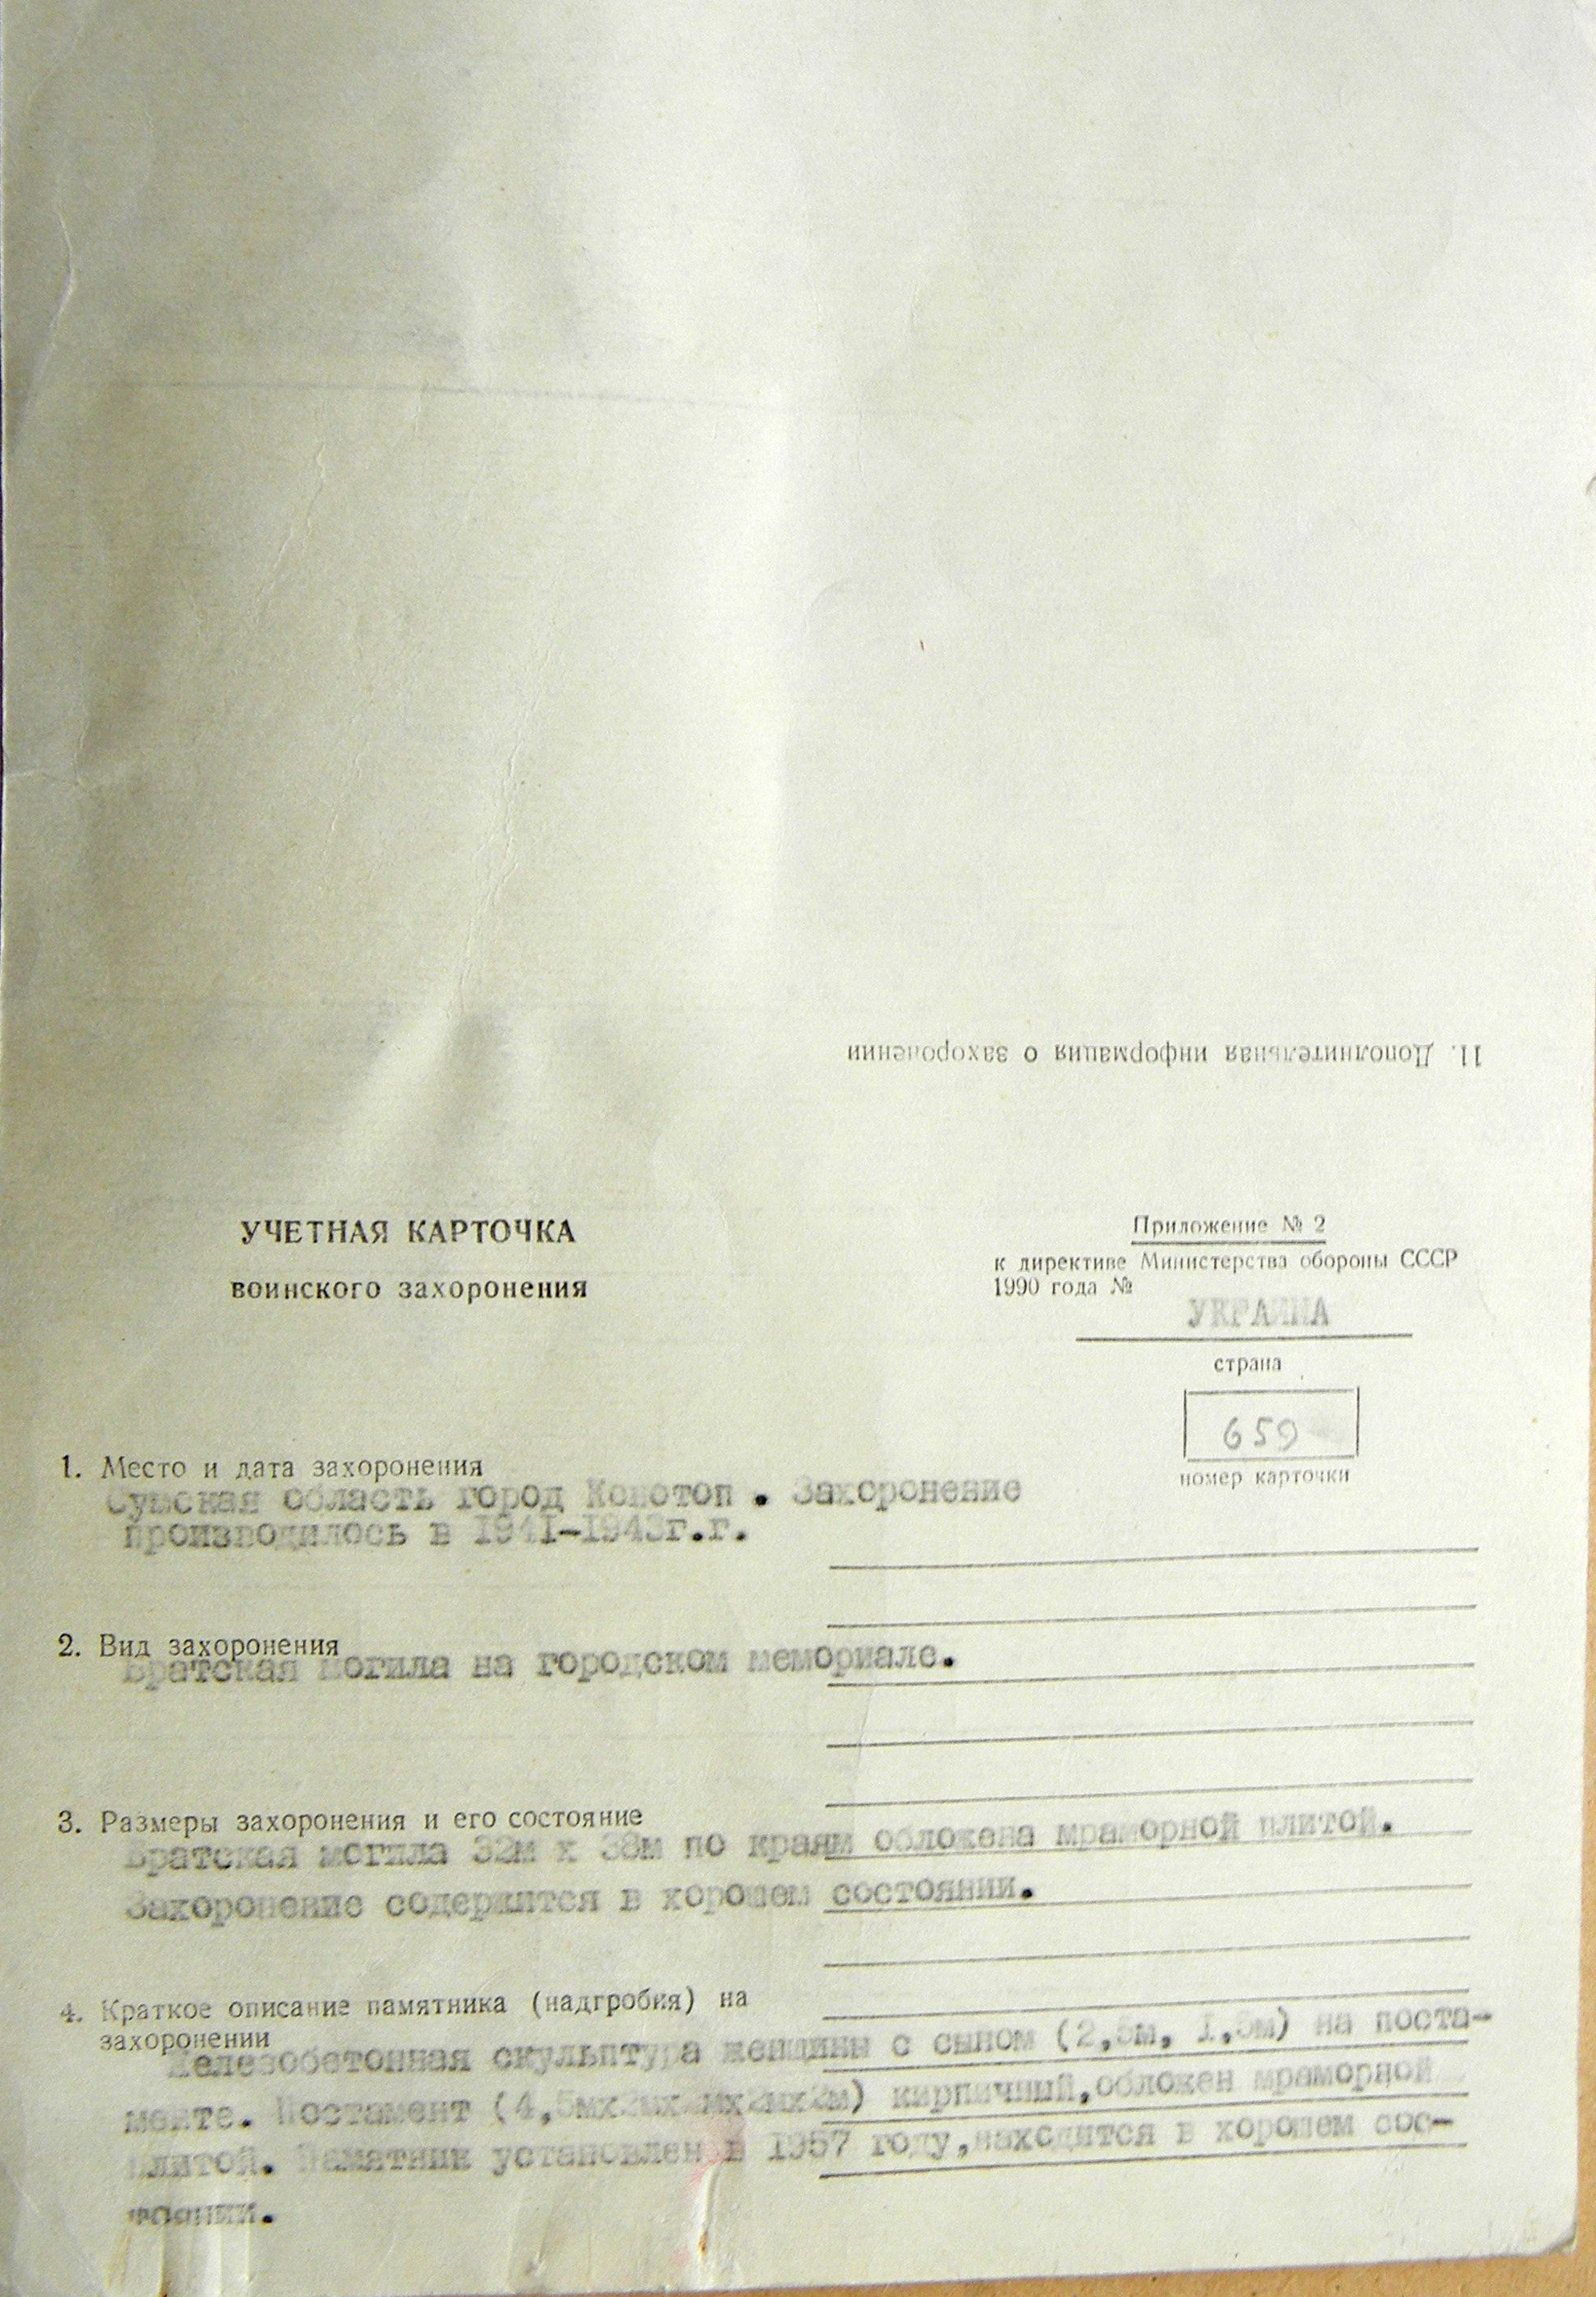 11. Дополнительная информация о захоронении
УЧЕТНАЯ КАРТОЧКА
воинского захоронения
Приложение № 2
к директиве Министерства обороны СССР
1990 года №
УКРАИНА
страна
659
номер карточки
1. Место и дата захоронения
Сумская область город Конотоп . Захоронение
производилось в 1941-1943г.г.
2. Вид захоронения
Братская могила на городском мемориале.
3. Размеры захоронения и его состояние
Братская могила 32м х 38м по краям обложена мраморной плитой.
Захоронение содержится в хорошем состоянии.
4. Краткое описание памятника (надгробия) на
захоронении
Железобетонная скульптура женщины с сыном (2,5м, 1,5м) на поста-
менте. Постамент (4,5мх2мх2мх2мх2м) кирпичный,обложен мраморной
плитой. Памятник установлен в 1957 году,находится в хорошем сос-
тоянии.